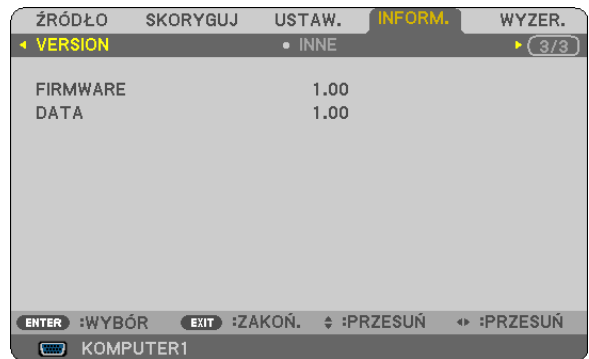 ŹRÓDŁO SKORYGUJ USTAW. INFORM. WYZER.
VERSION INNE 3/3
FIRMWARE 1.00
DATA 1.00
ENTER :WYBÓR EXIT :ZAKOŃ. :PRZESUŃ :PRZESUŃ
KOMPUTER1